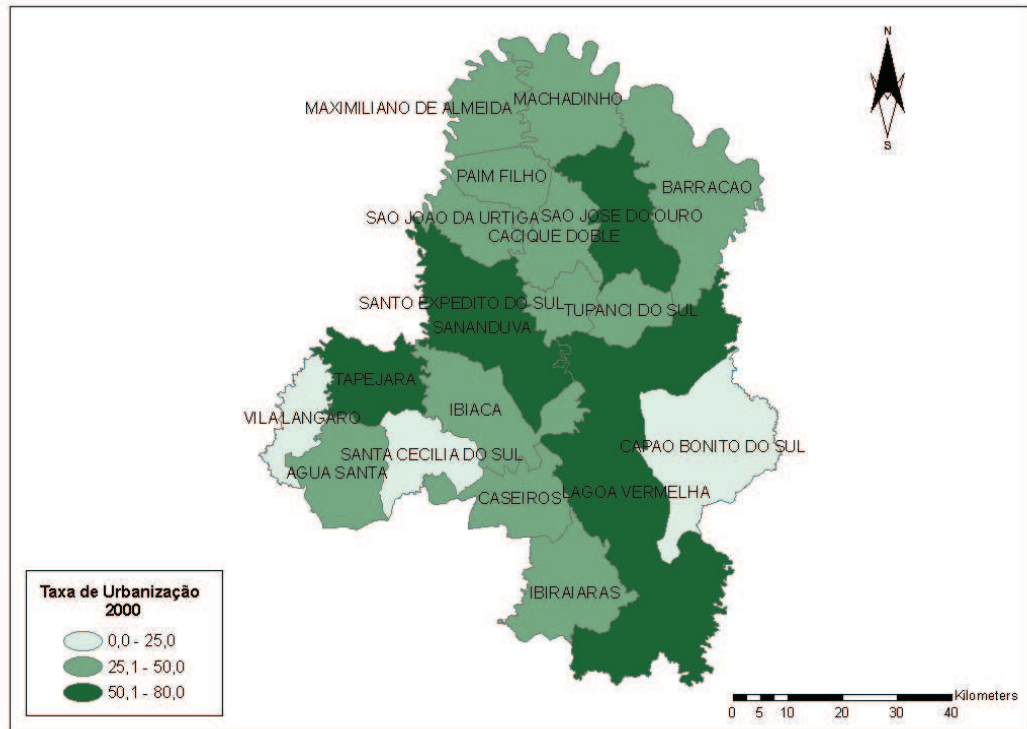 N
S
MAXIMILIANO DE ALMEIDA
MACHADINHO
PAIM FILHO
BARRACAO
SAO JOAO DA URTIGA
SAO JOSE DO OURO
CACIQUE DOBLE
SANTO EXPEDITO DO SUL
TUPANCI DO SUL
SANANDUVA
TAPEJARA
IBIACA
VILA LANGARO
SANTA CECILIA DO SUL
CAPAO BONITO DO SUL
AGUA SANTA
CASEIROS
LAGOA VERMELHA
IBIRAIARAS
Taxa de Urbanização
2000
0,0 - 25,0
25,1 - 50,0
50,1 - 80,0
Kilometers
0 5 10 20 30 40